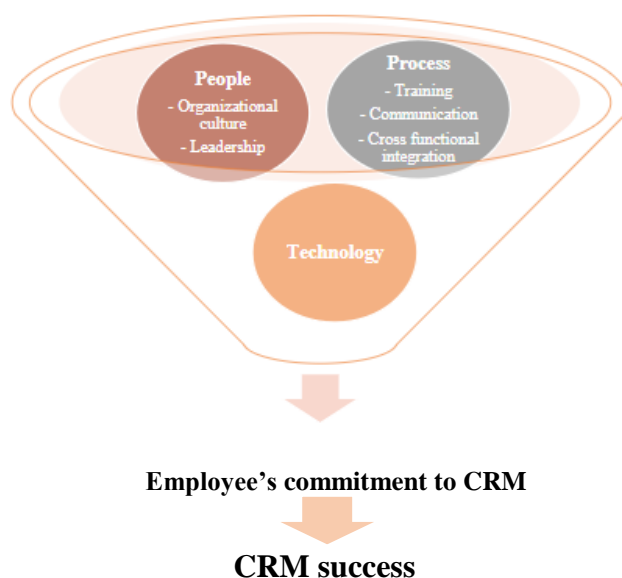 People
- Organizational
culture
- Leadership
Process
- Training
- Communication
- Cross functional
integration
Technology
Employee’s commitment to CRM
CRM success